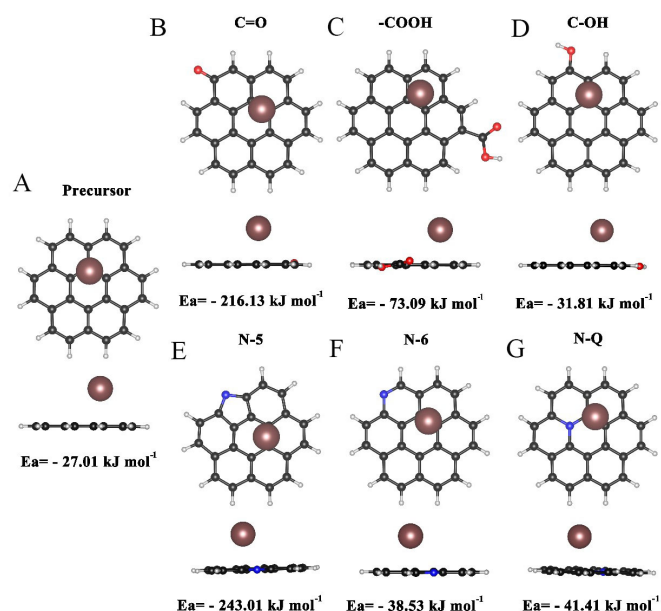 A
Precursor
Ea= - 27.01 kJ mol⁻¹
B
C=O
Ea= - 216.13 kJ mol⁻¹
C
-COOH
Ea= - 73.09 kJ mol⁻¹
D
C-OH
Ea= - 31.81 kJ mol⁻¹
E
N-5
Ea= - 243.01 kJ mol⁻¹
F
N-6
Ea= - 38.53 kJ mol⁻¹
G
N-Q
Ea= - 41.41 kJ mol⁻¹